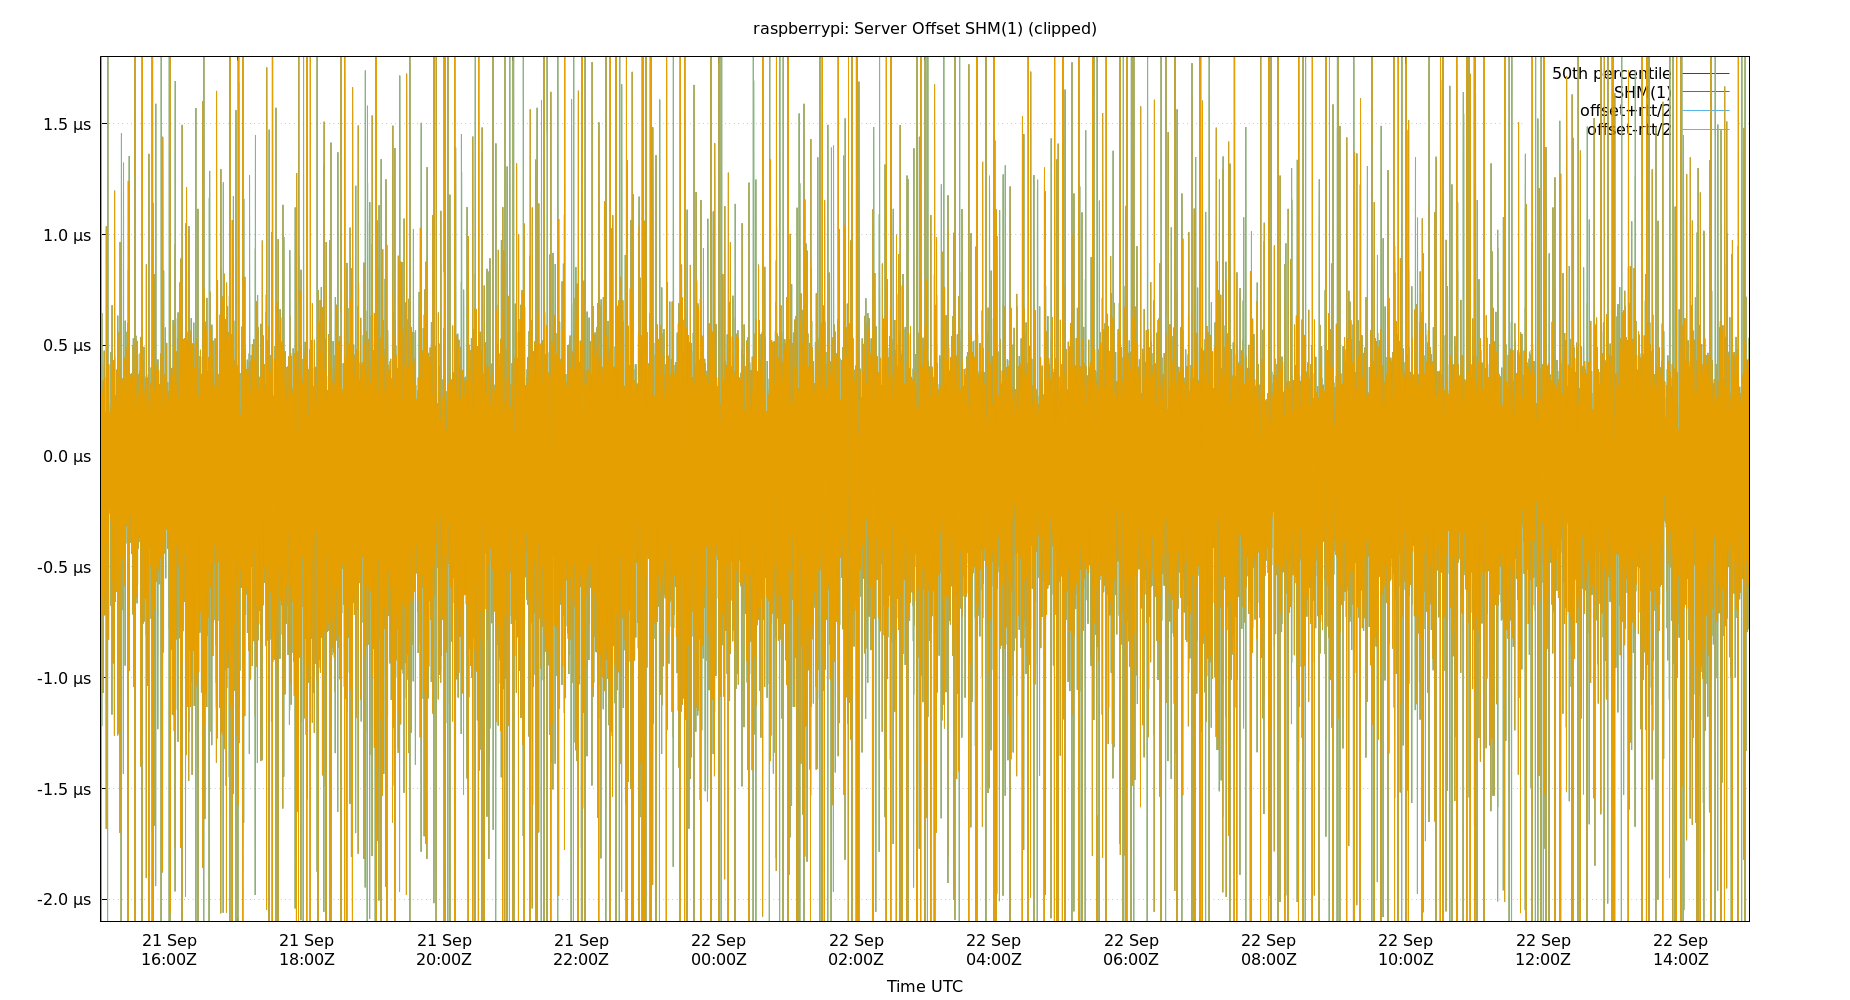 raspberrypi: Server Offset SHM(1) (clipped)
50th percentile
SHM(1)
offset+rtt/2
offset-rtt/2
1.5 µs
1.0 µs
0.5 µs
0.0 µs
-0.5 µs
-1.0 µs
-1.5 µs
-2.0 µs
21 Sep 21 Sep 21 Sep 21 Sep 22 Sep 22 Sep 22 Sep 22 Sep 22 Sep 22 Sep 22 Sep 22 Sep
16:00Z 18:00Z 20:00Z 22:00Z 00:00Z 02:00Z 04:00Z 06:00Z 08:00Z 10:00Z 12:00Z 14:00Z
Time UTC